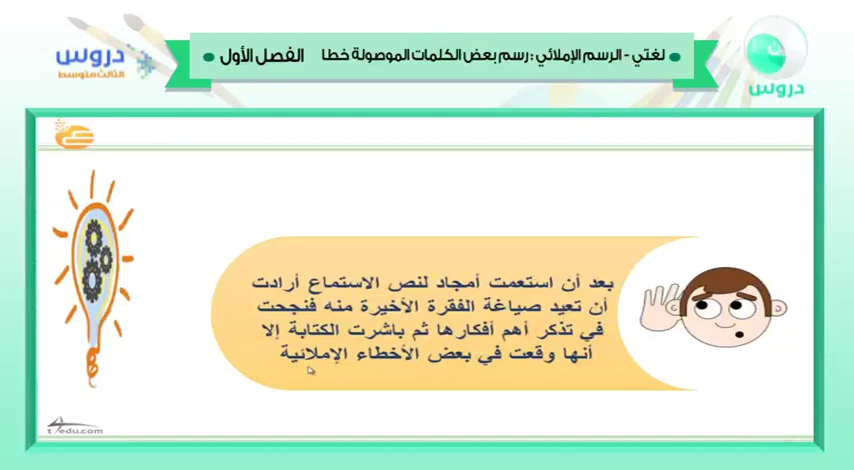 دروس
الثالث متوسط
لغتي - الرسم الإملائي : رسم بعض الكلمات الموصولة خطا الفصل الأول
دروس
بعد أن استعمت أمجاد لنص الاستماع أرادت
أن تعيد صياغة الفقرة الأخيرة منه فنجحت
في تذكر أهم أفكارها ثم باشرت الكتابة إلا
أنها وقعت في بعض الأخطاء الإملائية
t4edu.com